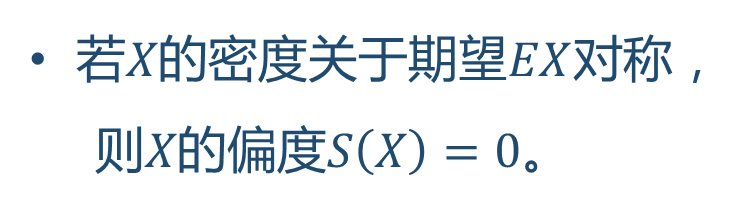 • 若X的密度关于期望EX对称，
则X的偏度S(X) = 0。